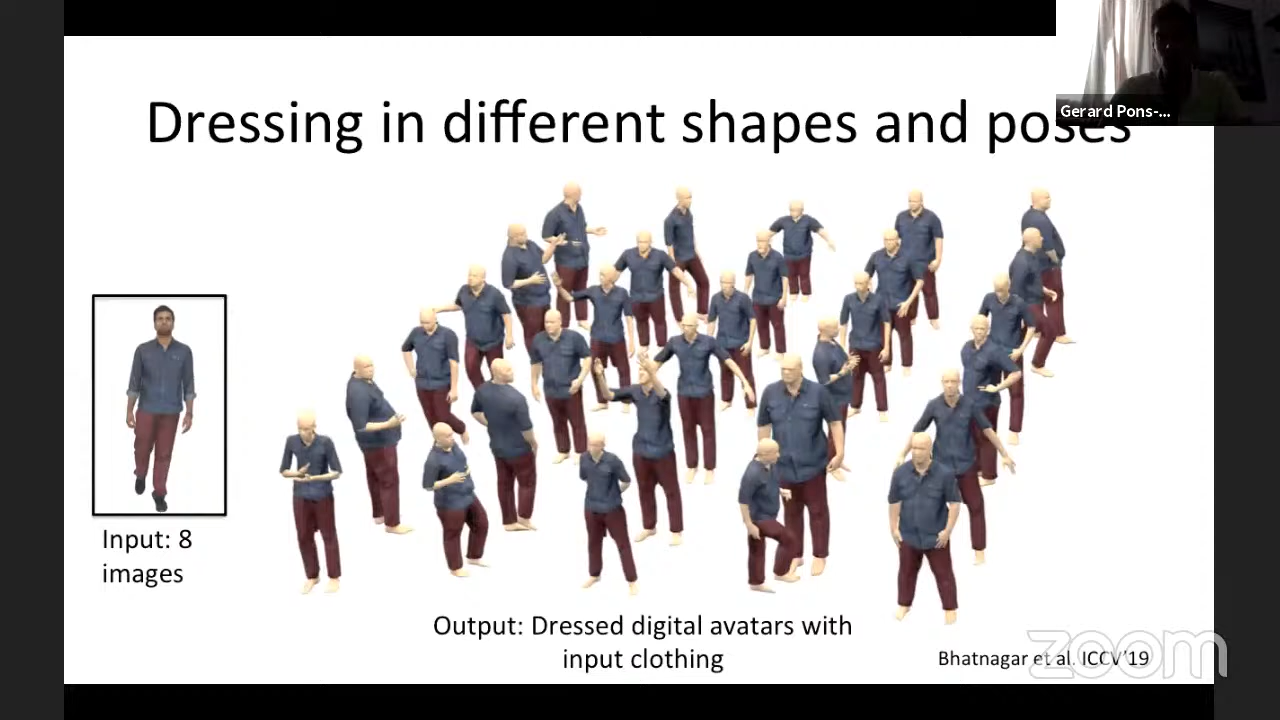 Dressing in different shapes and poses
Gerard Pons-...
Input: 8
images
Output: Dressed digital avatars with
input clothing
Bhatnagar et al. ICCV'19
zoom